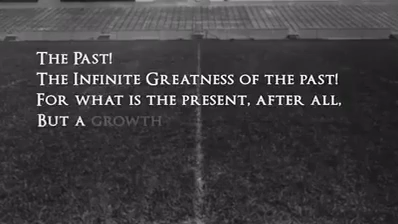 The Past!
The Infinite Greatness of the past!
For what is the present, after all,
But a growth